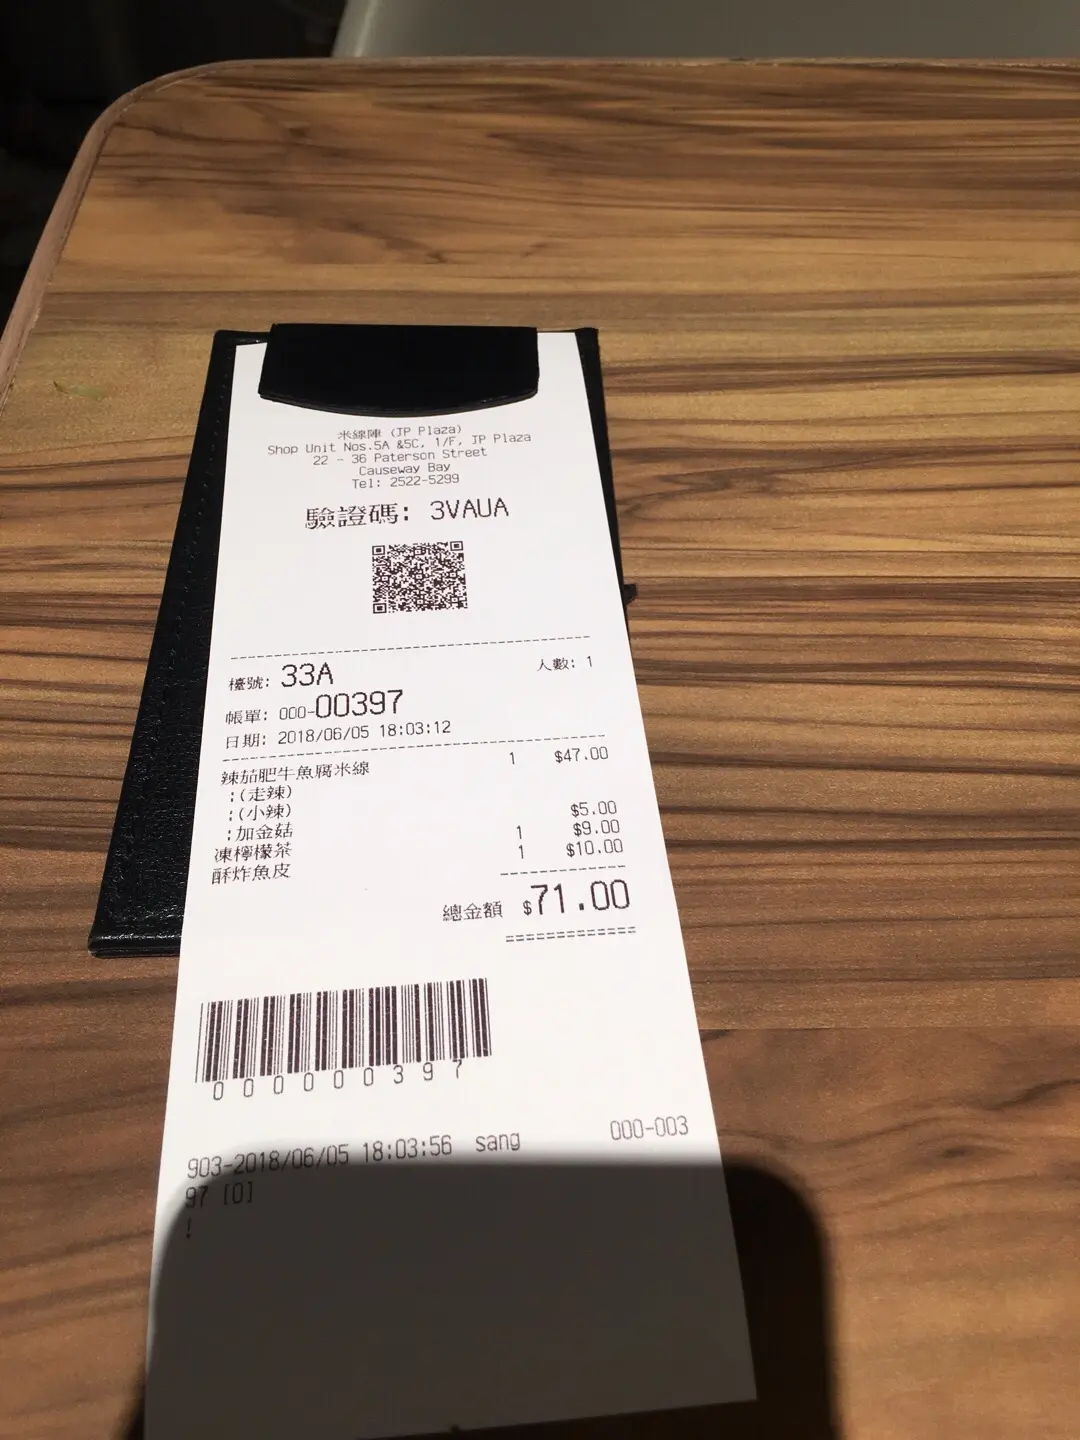 米線陣 (JP Plaza)
Shop Unit Nos.5A &5C, 1/F, JP Plaza
22 - 36 Paterson Street
Causeway Bay
Tel: 2522-5299
驗證碼: 3VAUA
檯號: 33A 人數: 1
帳單: 000-00397
日期: 2018/06/05 18:03:12
辣茄肥牛魚腐米線 1 $47.00
:(走辣)
:(小辣)
:加金菇 $5.00
凍檸檬茶 1 $9.00
酥炸魚皮 1 $10.00
總金額 $71.00
000000397
903-2018/06/05 18:03:56 sang 000-003
97 [0]
!